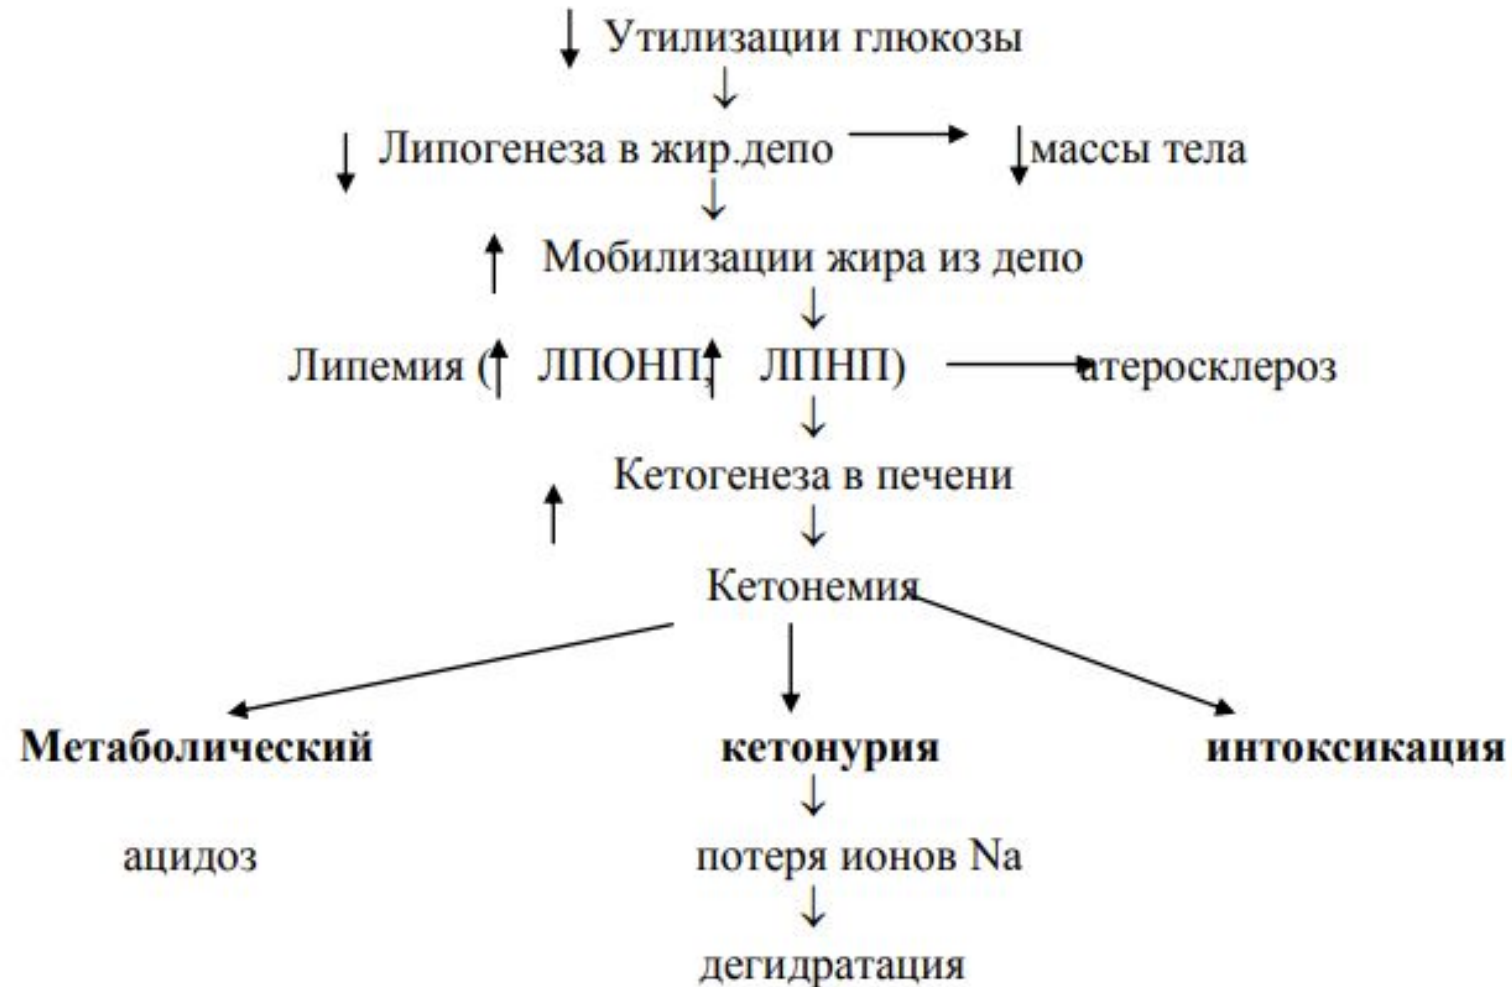 ↓ Утилизации глюкозы
↓
↓ Липогенеза в жир.депо → ↓ массы тела
↓
↑ Мобилизации жира из депо
↓
Липемия (↑ ЛПОНП, ↑ ЛПНП) → атеросклероз
↓
↑ Кетогенеза в печени
↓
Кетонемия
Метаболический кетонурия интоксикация
↓
ацидоз потеря ионов Na
↓
дегидратация